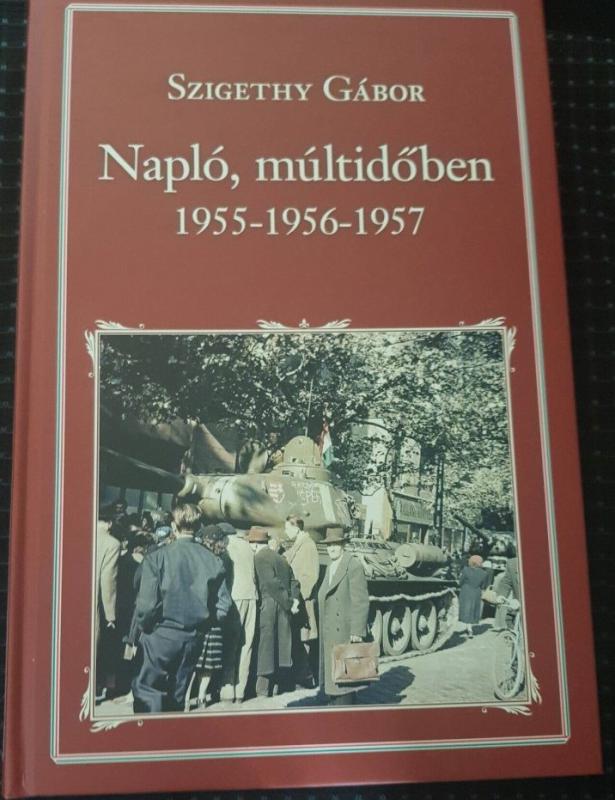 SZIGETHY GÁBOR
Napló, múltidőben
1955-1956-1957